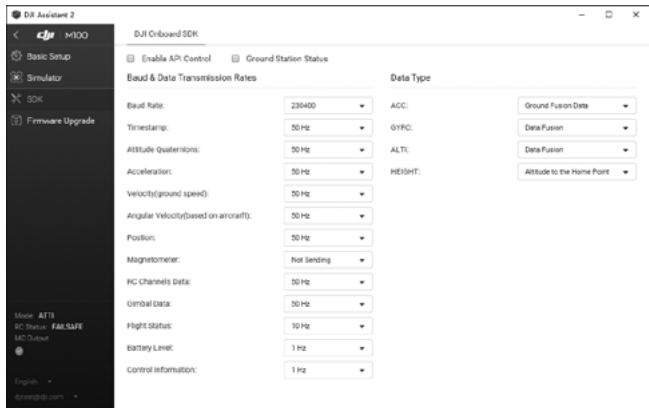 DJI Assistant 2
dji M100
Basic Setup
Simulator
SDK
Firmware Upgrade
Mode ATTI
RC Status FAILSAFE
MC Output
English
DJI Onboard SDK
Enable API Control Ground Station Status
Baud & Data Transmission Rates Data Type
Baud Rate: 230400 ACC: Ground Fusion Data
Timestamp: 50 Hz GYRO: Data Fusion
Attitude Quaternions: 50 Hz ALTI: Data Fusion
Acceleration: 50 Hz HEIGHT: Altitude to the Home Point
Velocity(ground speed): 50 Hz
Angular Velocity(based on aircraft): 50 Hz
Position: 50 Hz
Magnetometer: Not Sending
RC Channels Data: 50 Hz
Gimbal Data: 50 Hz
Flight Status: 10 Hz
Battery Level: 1 Hz
Control Information: 1 Hz